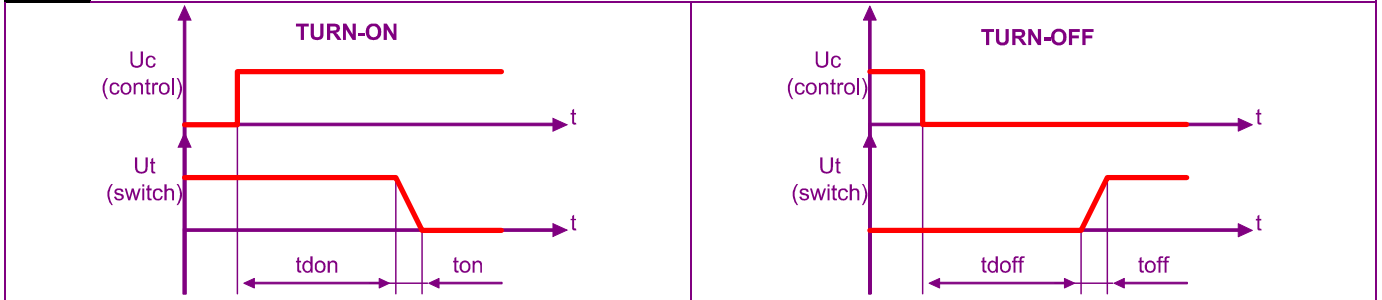 TURN-ON
Uc
(control)
t
Ut
(switch)
t
tdon
ton
TURN-OFF
Uc
(control)
t
Ut
(switch)
t
tdoff
toff